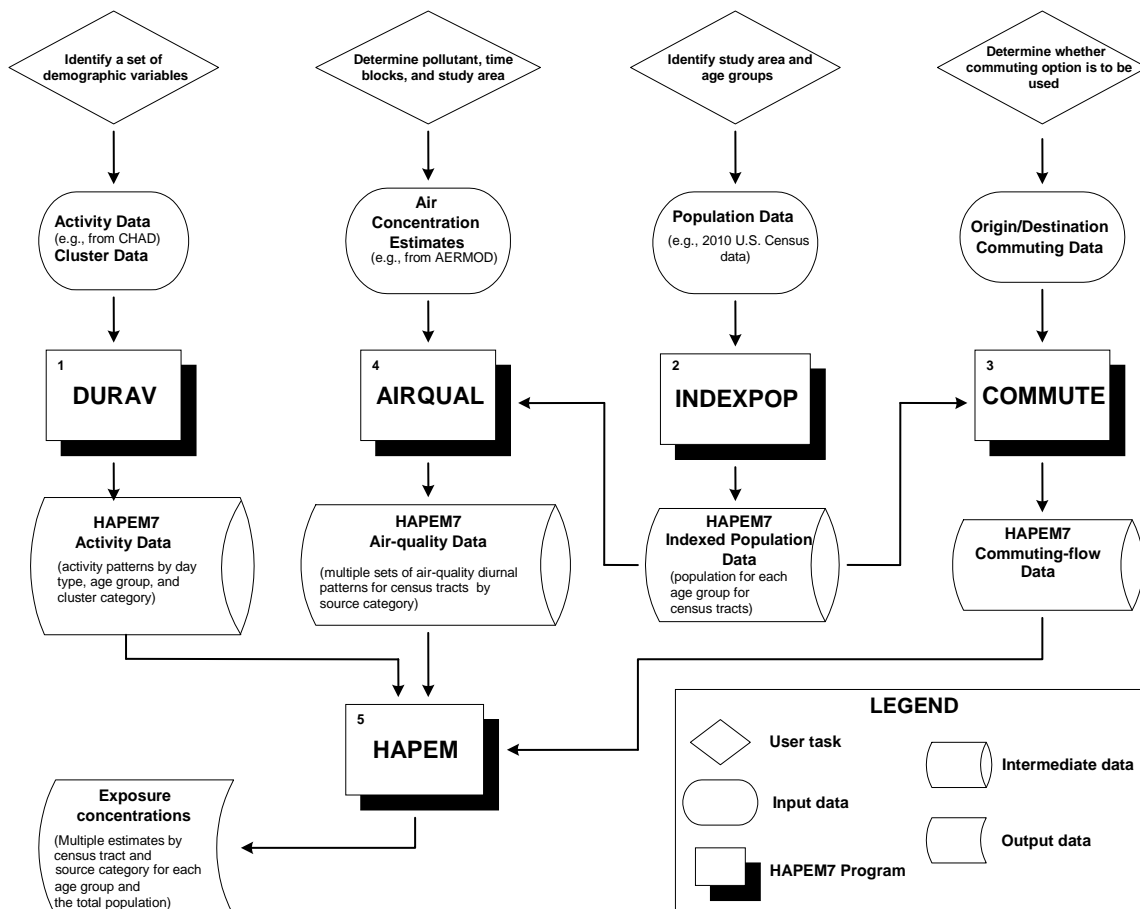 Identify a set of
demographic variables
Determine pollutant, time
blocks, and study area
Identify study area and
age groups
Determine whether
commuting option is to be
used
Activity Data
(e.g., from CHAD)
Cluster Data
Air
Concentration
Estimates
(e.g., from AERMOD)
Population Data
(e.g., 2010 U.S. Census
data)
Origin/Destination
Commuting Data
1
DURAV
4
AIRQUAL
2
INDEXPOP
3
COMMUTE
HAPEM7
Activity Data
(activity patterns by day
type, age group, and
cluster category)
HAPEM7
Air-quality Data
(multiple sets of air-quality diurnal
patterns for census tracts by
source category)
HAPEM7
Indexed Population
Data
(population for each
age group for
census tracts)
HAPEM7
Commuting-flow
Data
5
HAPEM
Exposure
concentrations
(Multiple estimates by
census tract and
source category for each
age group and
the total population)
LEGEND
User task
Input data
HAPEM7 Program
Intermediate data
Output data